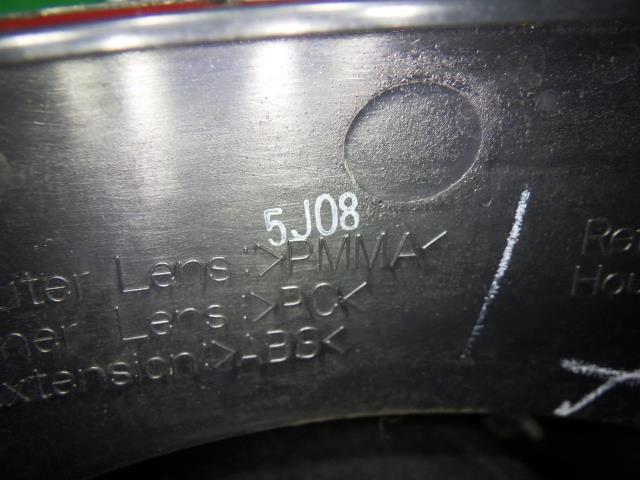 5J08
uter Lens:>PMMA<
ner Lens:>PC<
xtension:>ABS<
Re
Hou